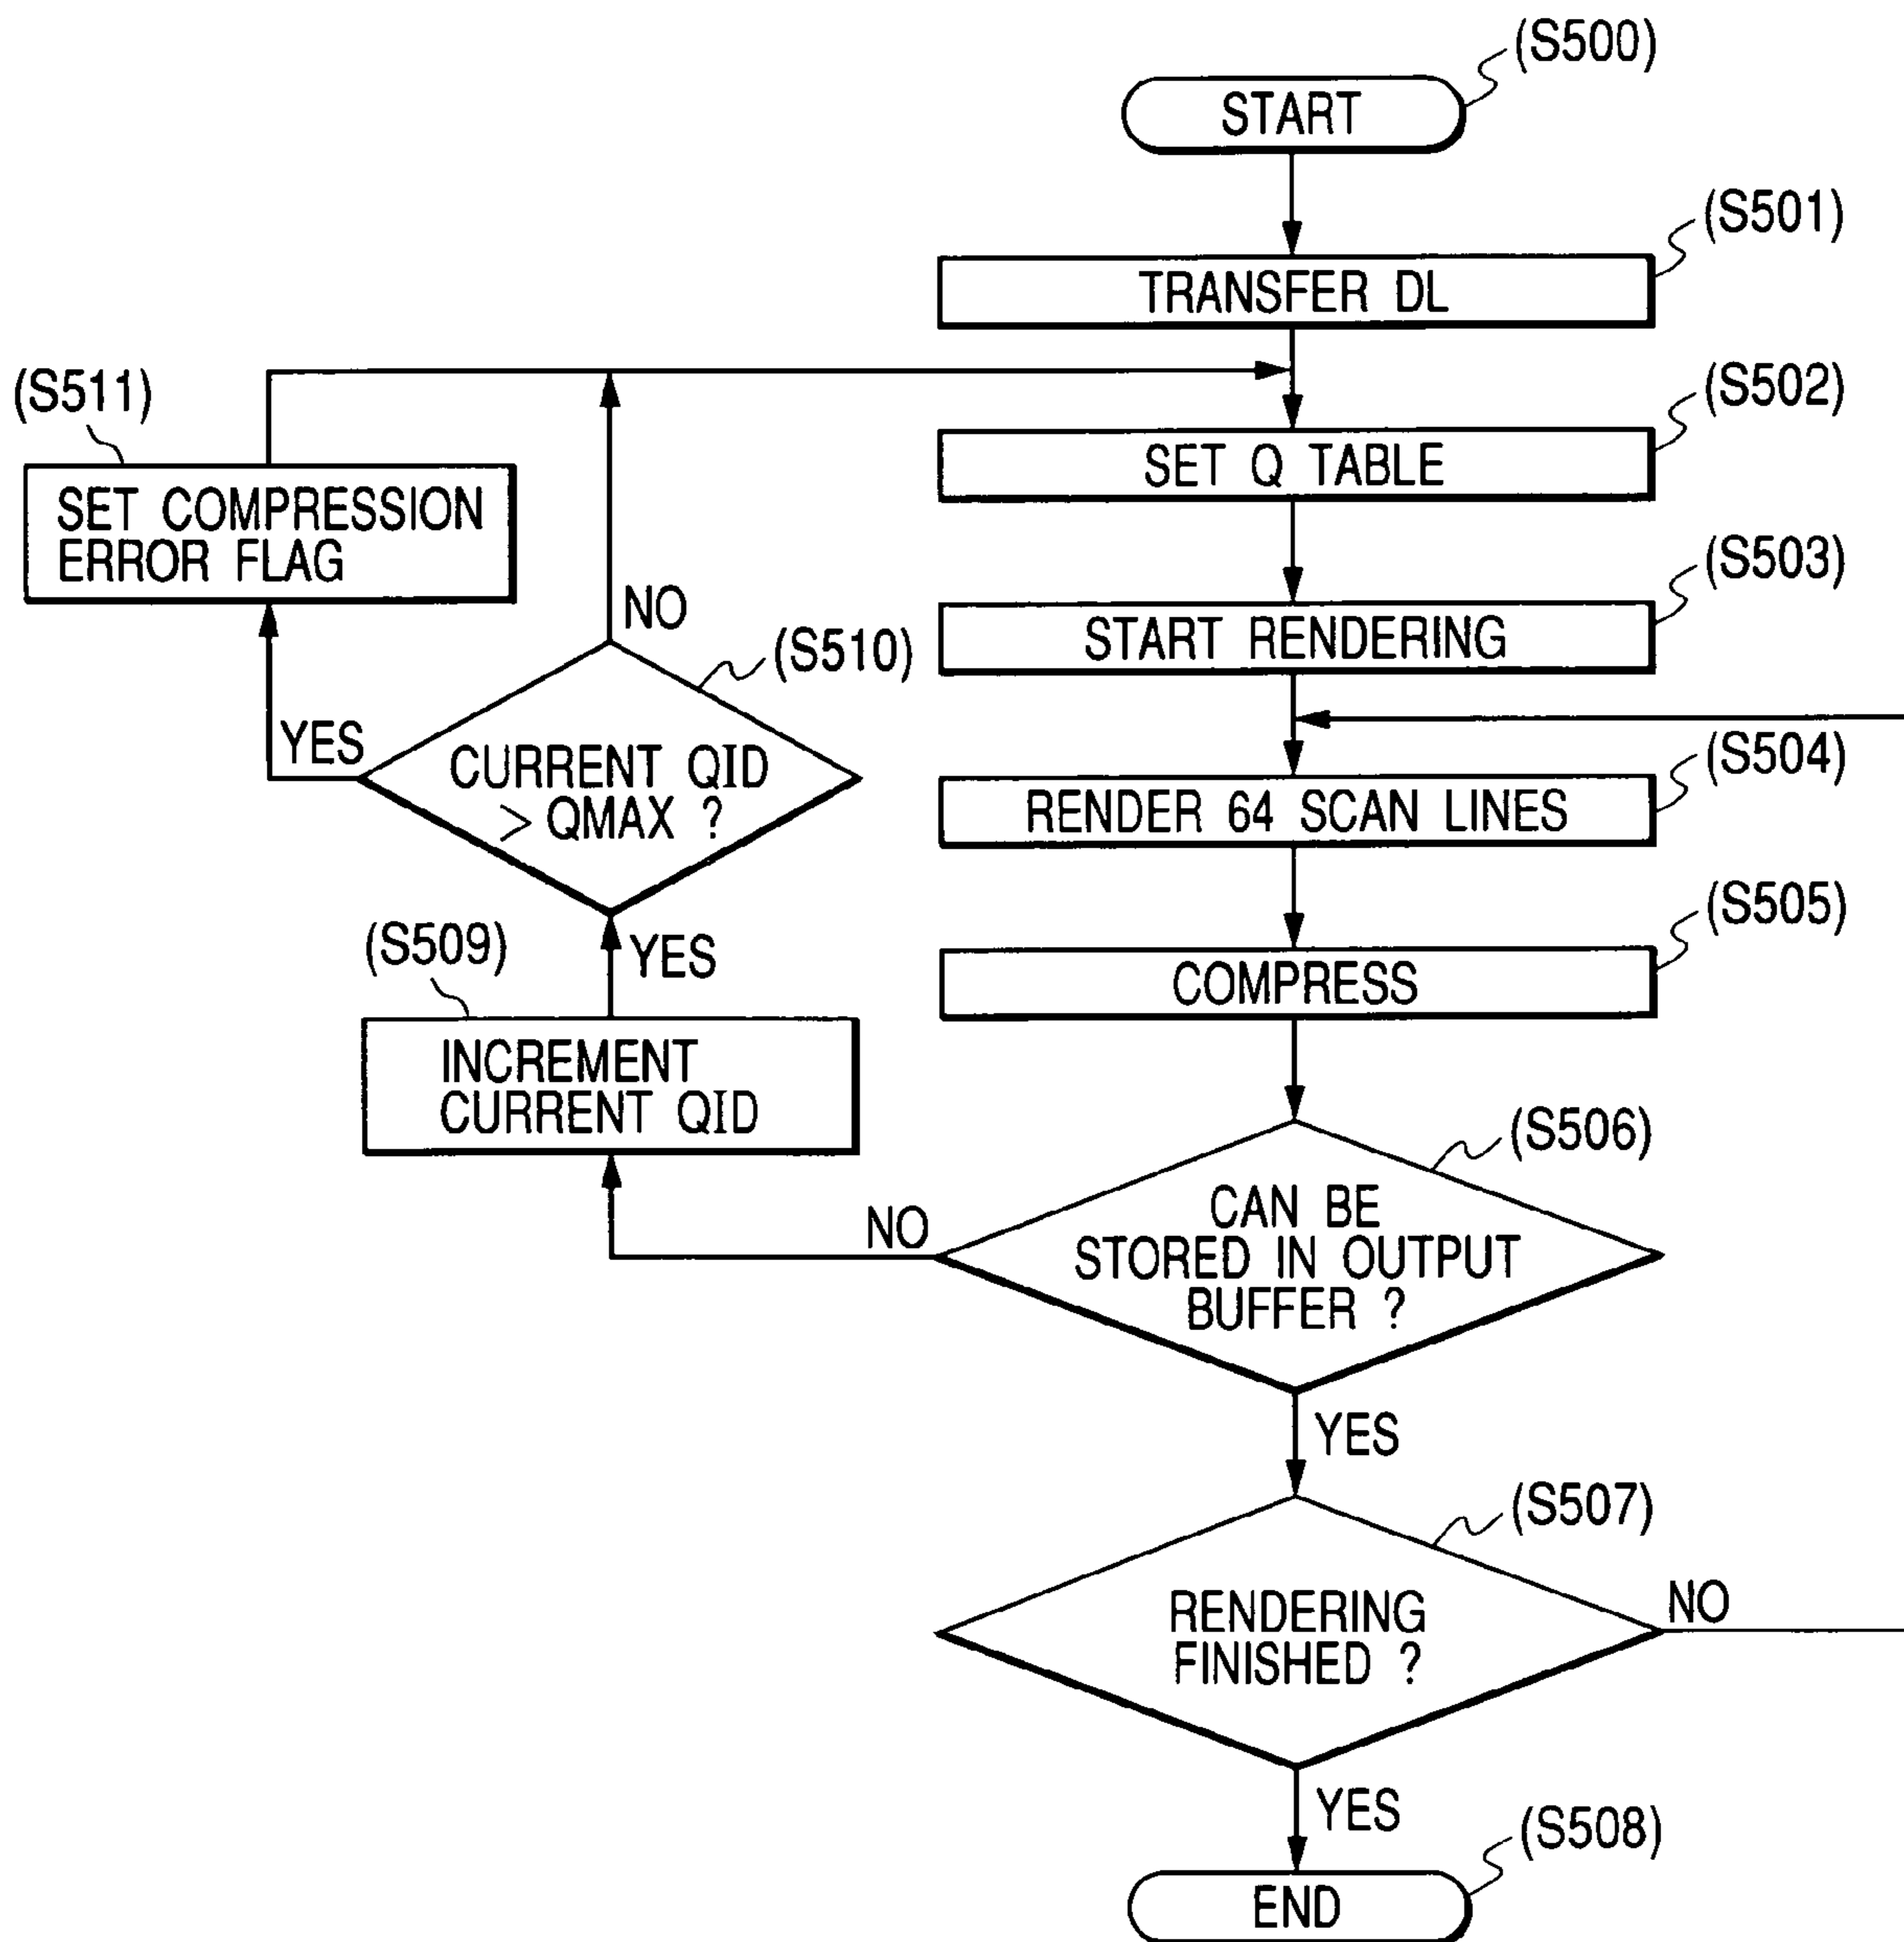 (S500)
START
(S501)
TRANSFER DL
(S511)
(S502)
SET COMPRESSION
ERROR FLAG
SET Q TABLE
(S503)
NO
START RENDERING
(S510)
YES
CURRENT QID
> QMAX ?
(S504)
RENDER 64 SCAN LINES
(S505)
(S509)
YES
COMPRESS
INCREMENT
CURRENT QID
(S506)
NO
CAN BE
STORED IN OUTPUT
BUFFER ?
YES
(S507)
RENDERING
FINISHED ?
NO
YES
(S508)
END